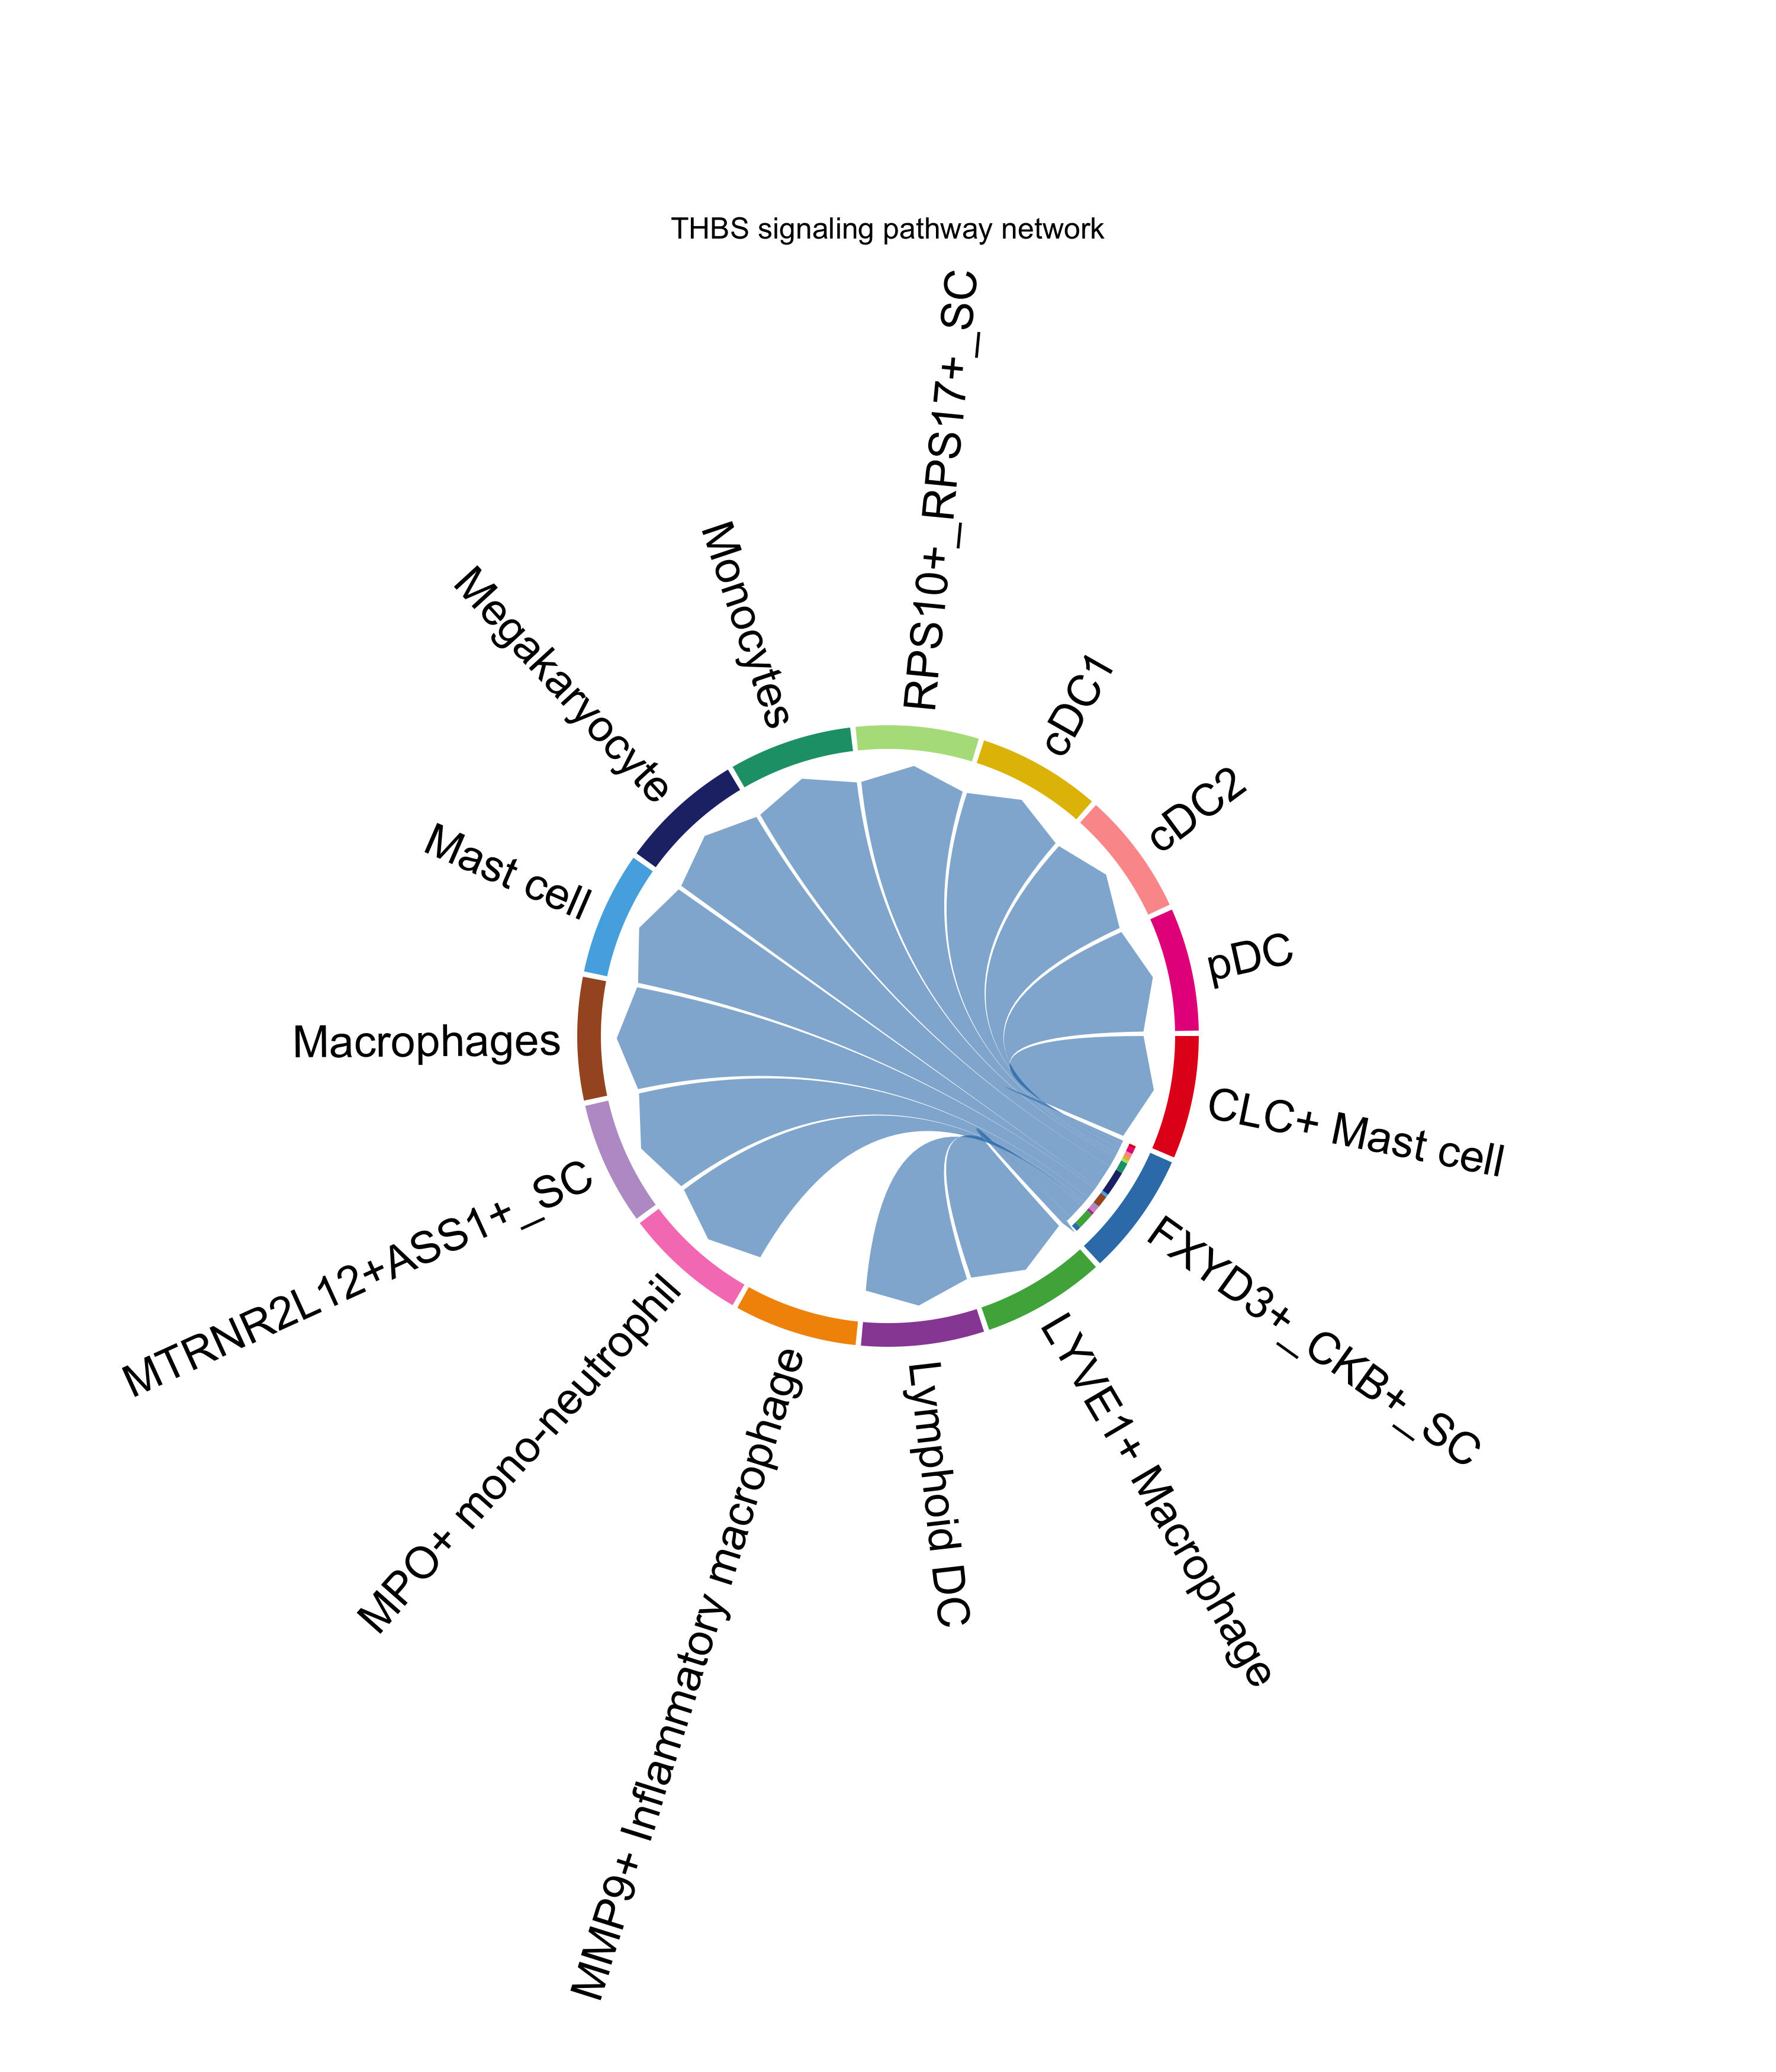 THBS signaling pathway network
RPS10+_RPS17+_SC
cDC1
cDC2
pDC
CLC+ Mast cell
FXYD3+_CKB+_SC
LYVE1+ Macrophage
Lymphoid DC
MMP9+ Inflammatory macrophage
MPO+ mono-neutrophil
MTRNR2L12+ASS1+_SC
Macrophages
Mast cell
Megakaryocyte
Monocytes